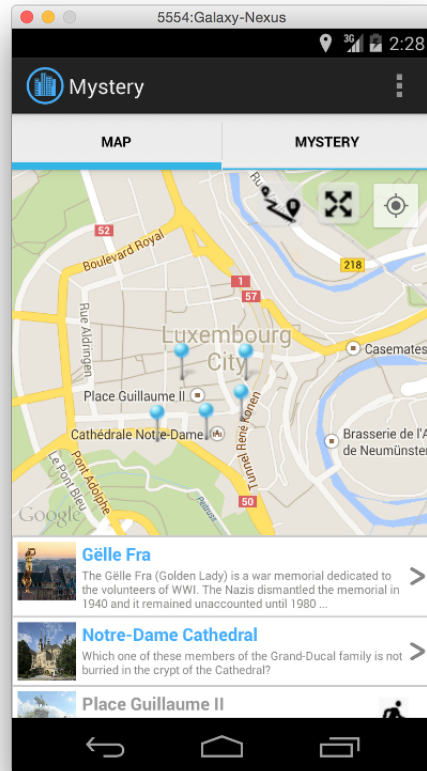 5554:Galaxy-Nexus
3G 2:28
Mystery
MAP MYSTERY
52
Boulevard Royal
Rue Aldringen
1
57
218
Luxembourg
City
Casemates
Place Guillaume II
Cathédrale Notre-Dame
Tunnel René Konen
Brasserie de l'A
de Neumünster
Pont Adolphe
Le Pont Bleu
Petruss
50
Google
Gëlle Fra
The Gëlle Fra (Golden Lady) is a war memorial dedicated to
the volunteers of WWI. The Nazis dismantled the memorial in
1940 and it remained unaccounted until 1980 ...
Notre-Dame Cathedral
Which one of these members of the Grand-Ducal family is not
burried in the crypt of the Cathedral?
Place Guillaume II